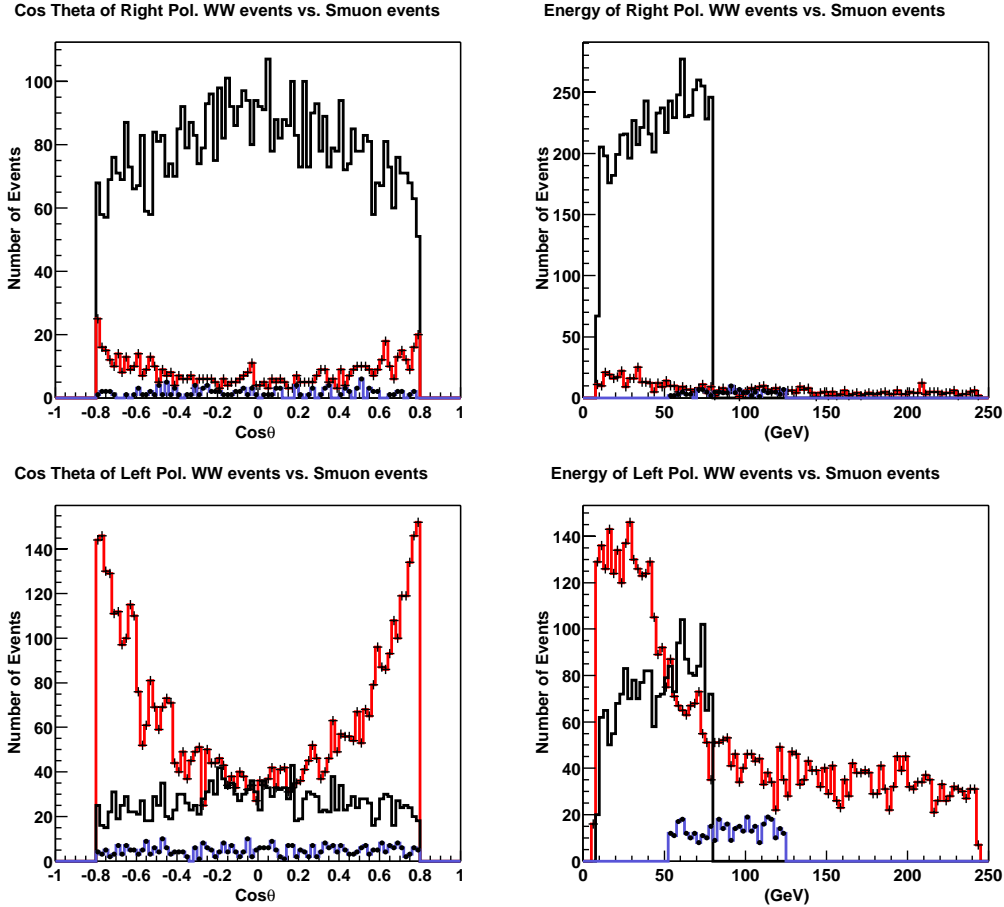 Cos Theta of Right Pol. WW events vs. Smuon events
Number of Events
100
80
60
40
20
0
-1 -0.8 -0.6 -0.4 -0.2 0 0.2 0.4 0.6 0.8 1
Cosθ
Energy of Right Pol. WW events vs. Smuon events
Number of Events
250
200
150
100
50
0
0 50 100 150 200 250
(GeV)
Cos Theta of Left Pol. WW events vs. Smuon events
Number of Events
140
120
100
80
60
40
20
0
-1 -0.8 -0.6 -0.4 -0.2 0 0.2 0.4 0.6 0.8 1
Cosθ
Energy of Left Pol. WW events vs. Smuon events
Number of Events
140
120
100
80
60
40
20
0
0 50 100 150 200 250
(GeV)